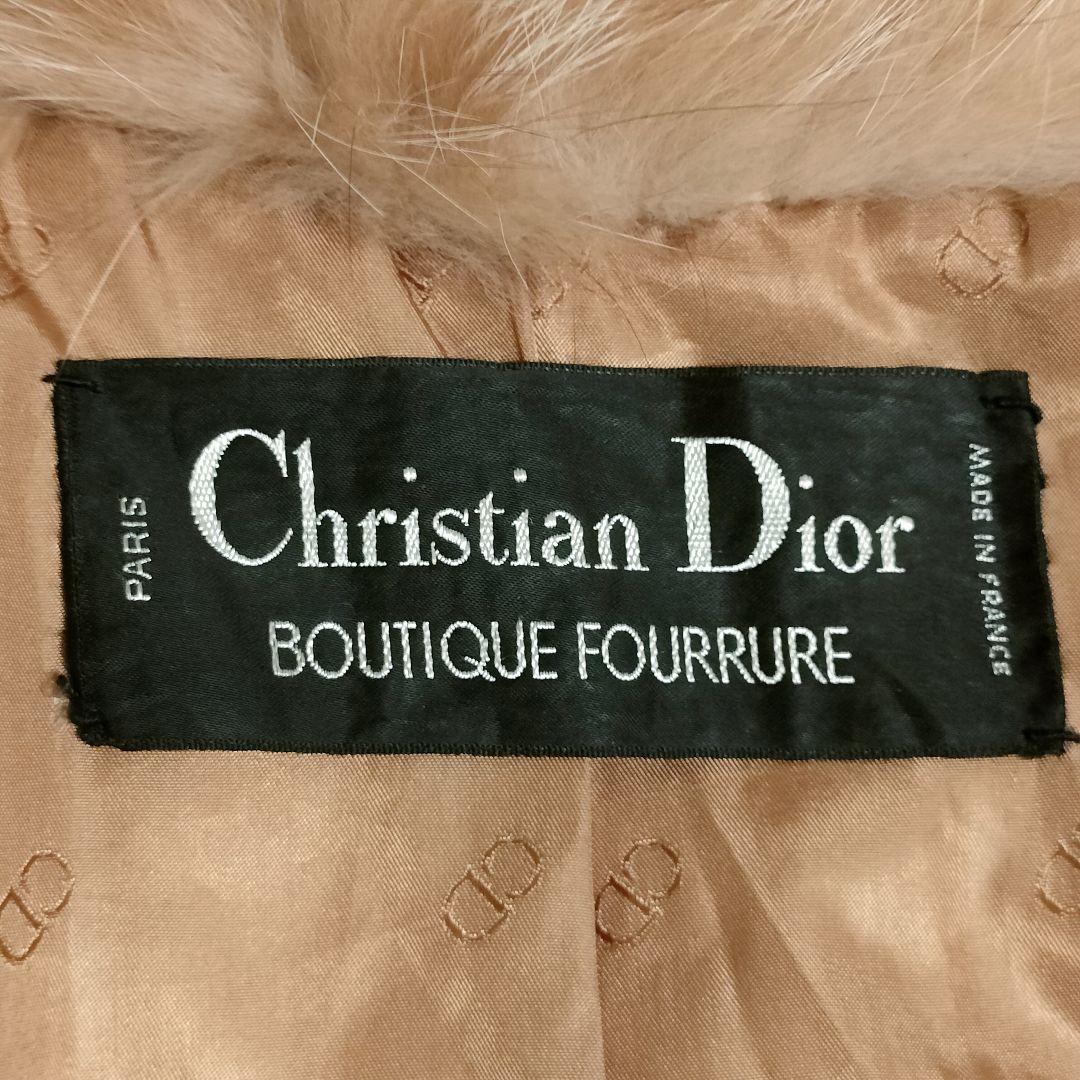 PARIS
Christian Dior
BOUTIQUE FOURRURE
MADE IN FRANCE